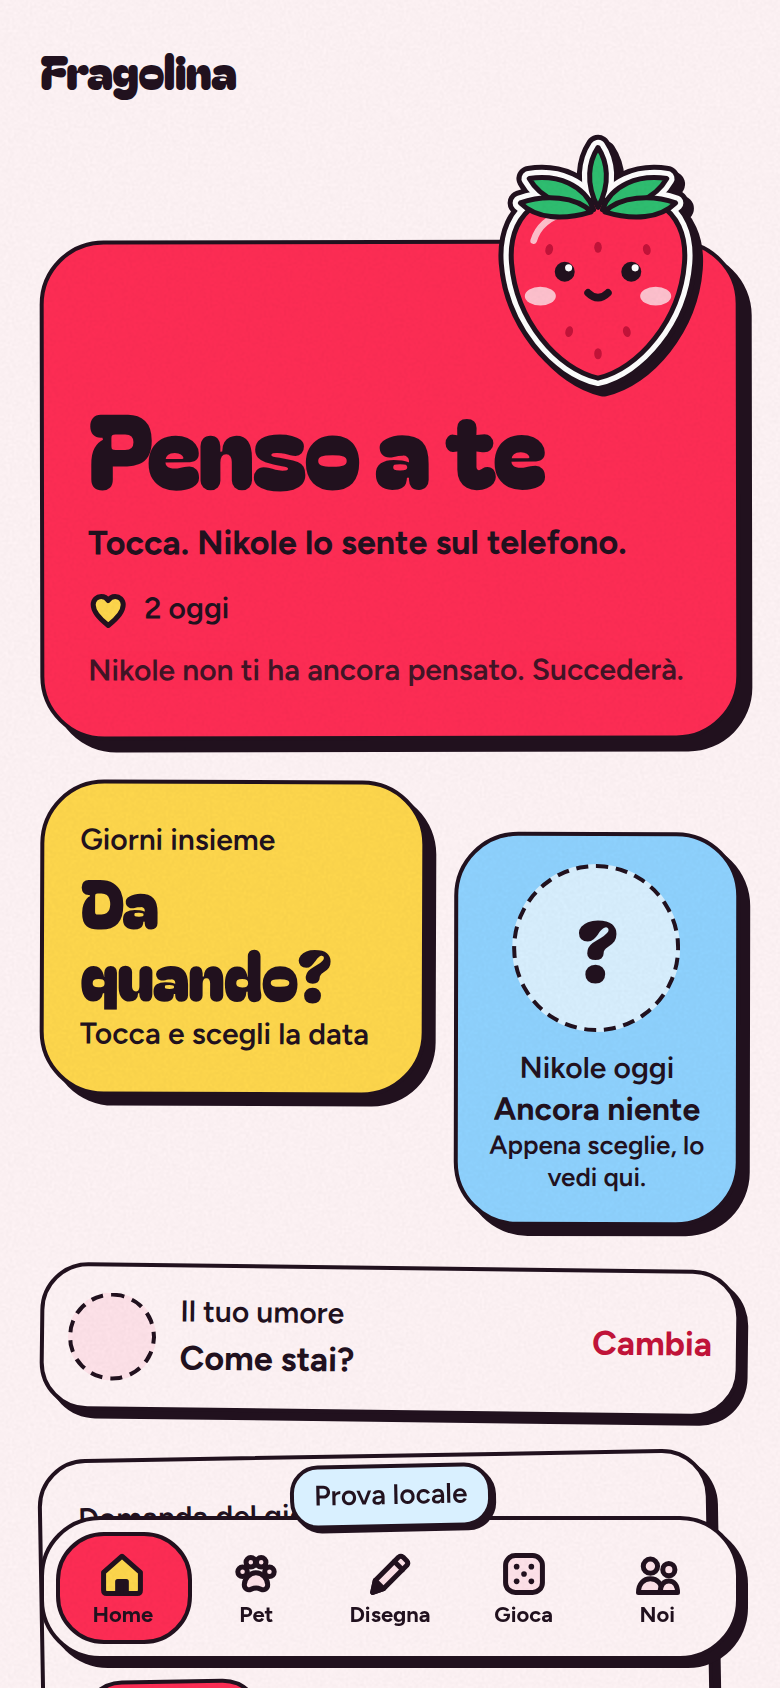 Fragolina
Penso a te
Tocca. Nikole lo sente sul telefono.
2 oggi
Nikole non ti ha ancora pensato. Succederà.
Giorni insieme
Da
quando?
Tocca e scegli la data
?
Nikole oggi
Ancora niente
Appena sceglie, lo
vedi qui.
Il tuo umore
Come stai?
Cambia
Prova locale
Domanda del
Home
Pet
Disegna
Gioca
Noi